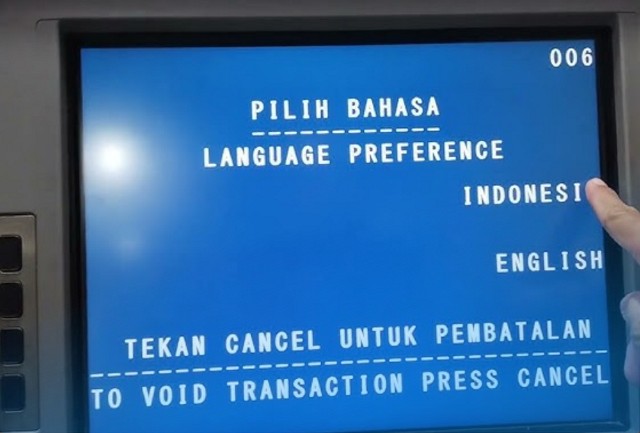 006
PILIH BAHASA
LANGUAGE PREFERENCE
INDONESI
ENGLISH
TEKAN CANCEL UNTUK PEMBATALAN
TO VOID TRANSACTION PRESS CANCEL